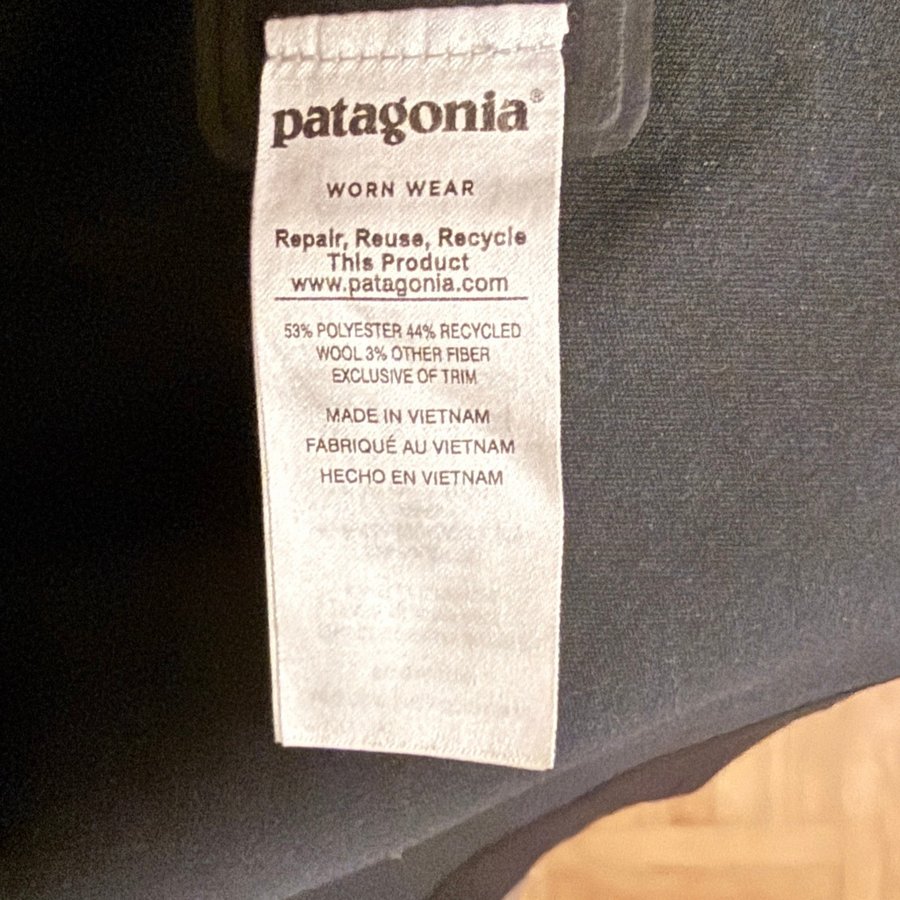 patagonia®
WORN WEAR
Repair, Reuse, Recycle
This Product
www.patagonia.com
53% POLYESTER 44% RECYCLED
WOOL 3% OTHER FIBER
EXCLUSIVE OF TRIM
MADE IN VIETNAM
FABRIQUÉ AU VIETNAM
HECHO EN VIETNAM